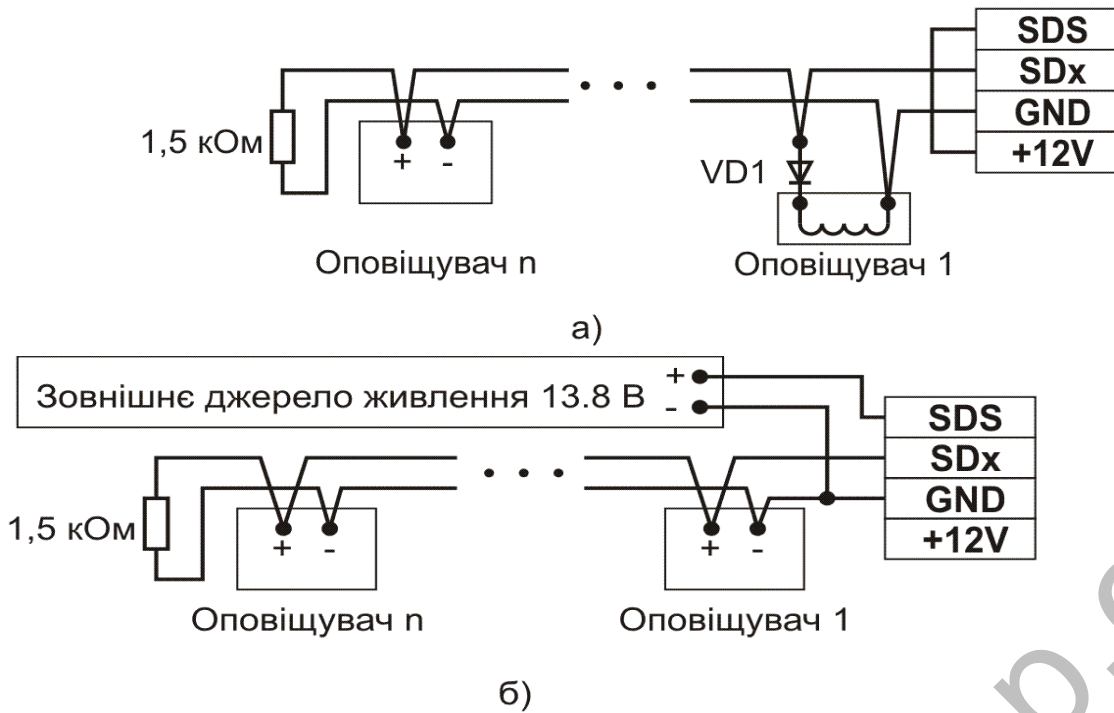 SDS
SDx
GND
+12V
1,5 кОм
+ -
VD1
Оповіщувач n
Оповіщувач 1
а)
Зовнішнє джерело живлення 13.8 В
+
-
SDS
SDx
GND
+12V
1,5 кОм
+ -
+ -
Оповіщувач n
Оповіщувач 1
б)